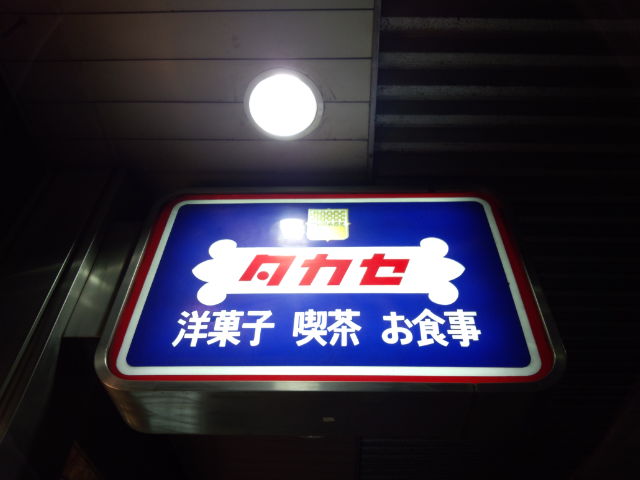 タカセ
洋菓子 喫茶 お食事